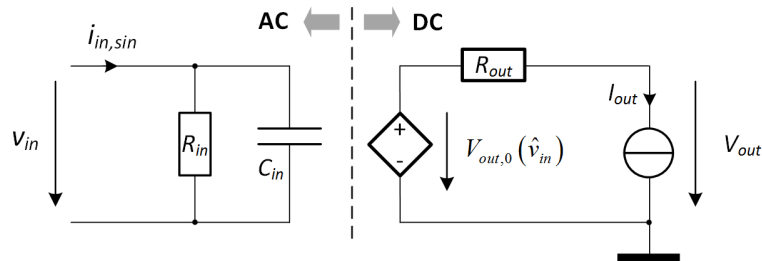 AC DC
i_in,sin
R_out
I_out
v_in
R_in
C_in
+
-
V_out,0 (v̂_in)
V_out